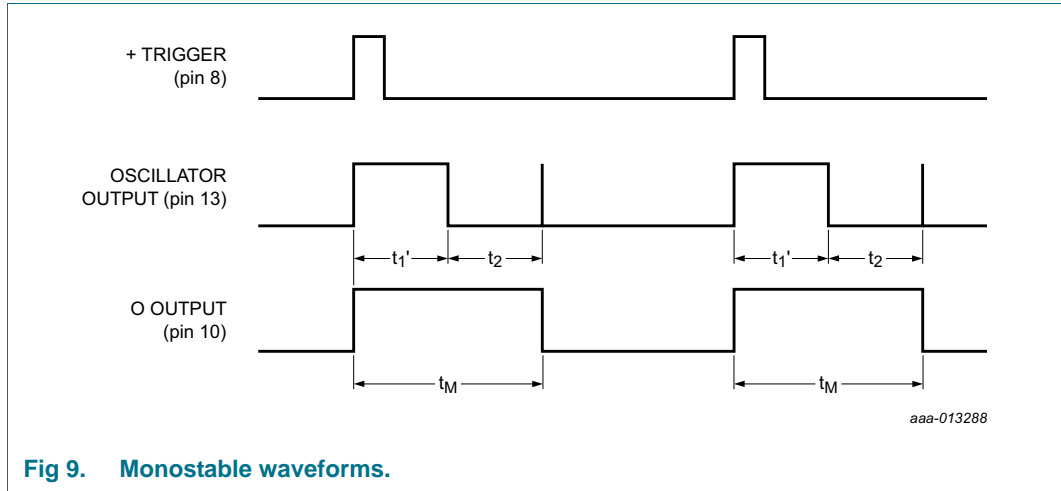 + TRIGGER
(pin 8)
OSCILLATOR
OUTPUT (pin 13)
t1' t2 t1' t2
O OUTPUT
(pin 10)
tM tM
aaa-013288
Fig 9. Monostable waveforms.